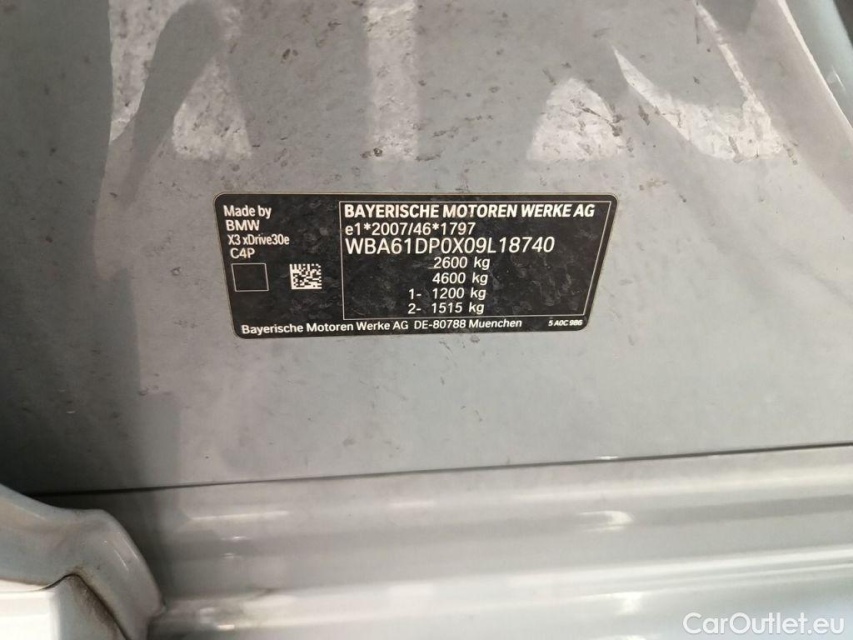 Made by
BMW
X3 xDrive30e
C4P
BAYERISCHE MOTOREN WERKE AG
e1*2007/46*1797
WBA61DP0X09L18740
2600 kg
4600 kg
1- 1200 kg
2- 1515 kg
Bayerische Motoren Werke AG DE-80788 Muenchen
5 A0C 986
CarOutlet.eu